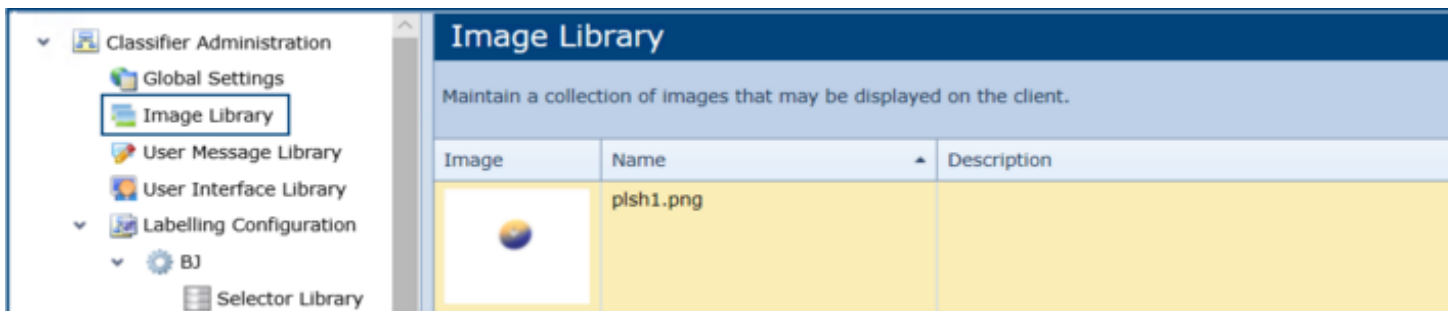 Classifier Administration
Global Settings
Image Library
User Message Library
User Interface Library
Labelling Configuration
BJ
Selector Library
Image Library
Maintain a collection of images that may be displayed on the client.
Image Name Description
plsh1.png